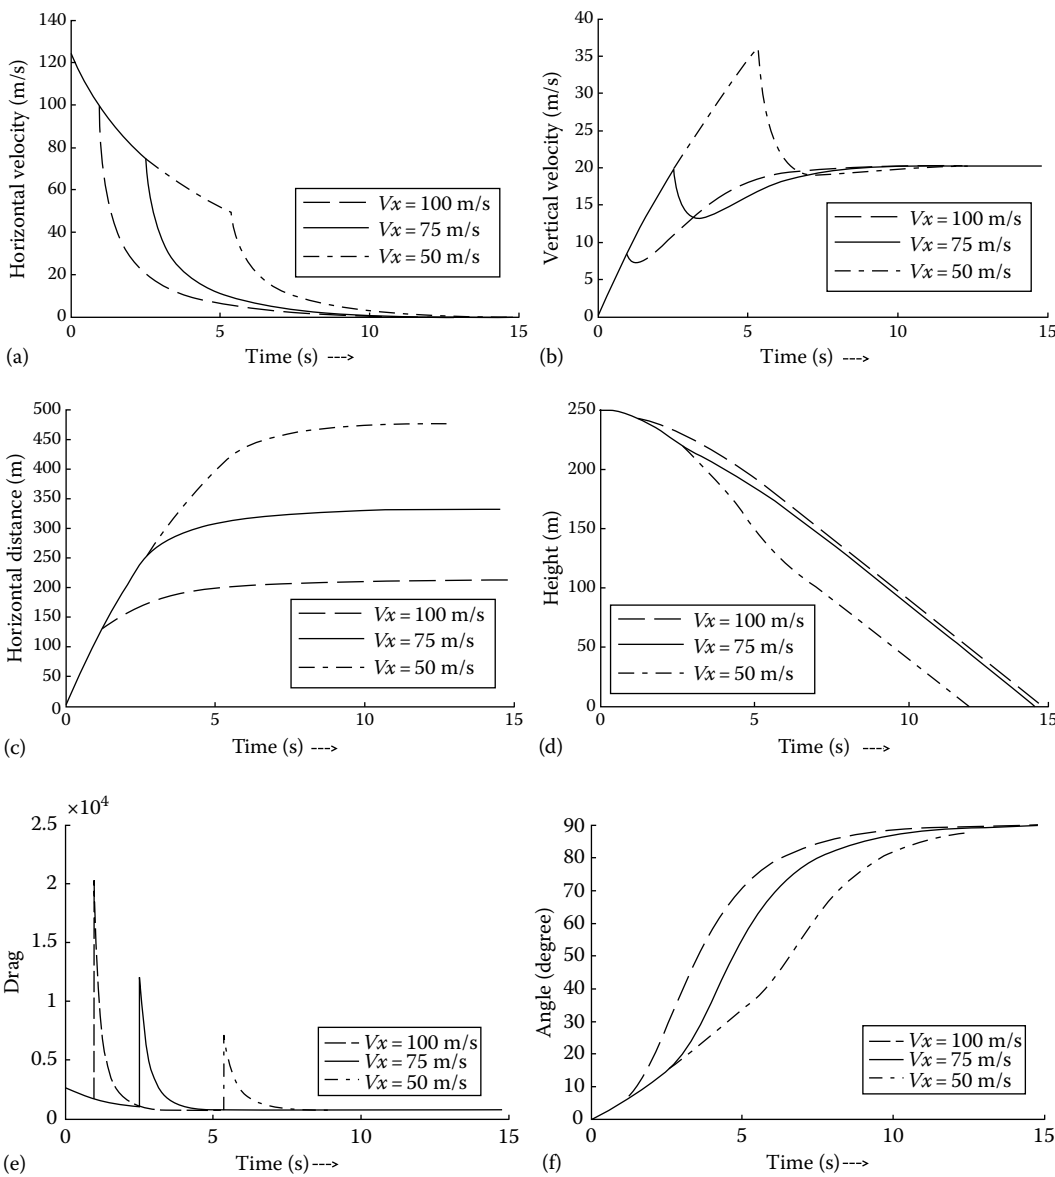 140
120
100
80
60
40
20
0
Horizontal velocity (m/s)
Vx = 100 m/s
Vx = 75 m/s
Vx = 50 m/s
0 5 10 15
(a)
Time (s) --->
40
35
30
25
20
15
10
5
0
Vertical velocity (m/s)
Vx = 100 m/s
Vx = 75 m/s
Vx = 50 m/s
0 5 10 15
(b)
Time (s) --->
500
450
400
350
300
250
200
150
100
50
0
Horizontal distance (m)
Vx = 100 m/s
Vx = 75 m/s
Vx = 50 m/s
0 5 10 15
(c)
Time (s) --->
250
200
150
100
50
0
Height (m)
Vx = 100 m/s
Vx = 75 m/s
Vx = 50 m/s
0 5 10 15
(d)
Time (s) --->
×10⁴
2.5
2
1.5
1
0.5
0
Drag
Vx = 100 m/s
Vx = 75 m/s
Vx = 50 m/s
0 5 10 15
(e)
Time (s) --->
90
80
70
60
50
40
30
20
10
0
Angle (degree)
Vx = 100 m/s
Vx = 75 m/s
Vx = 50 m/s
0 5 10 15
(f)
Time (s) --->